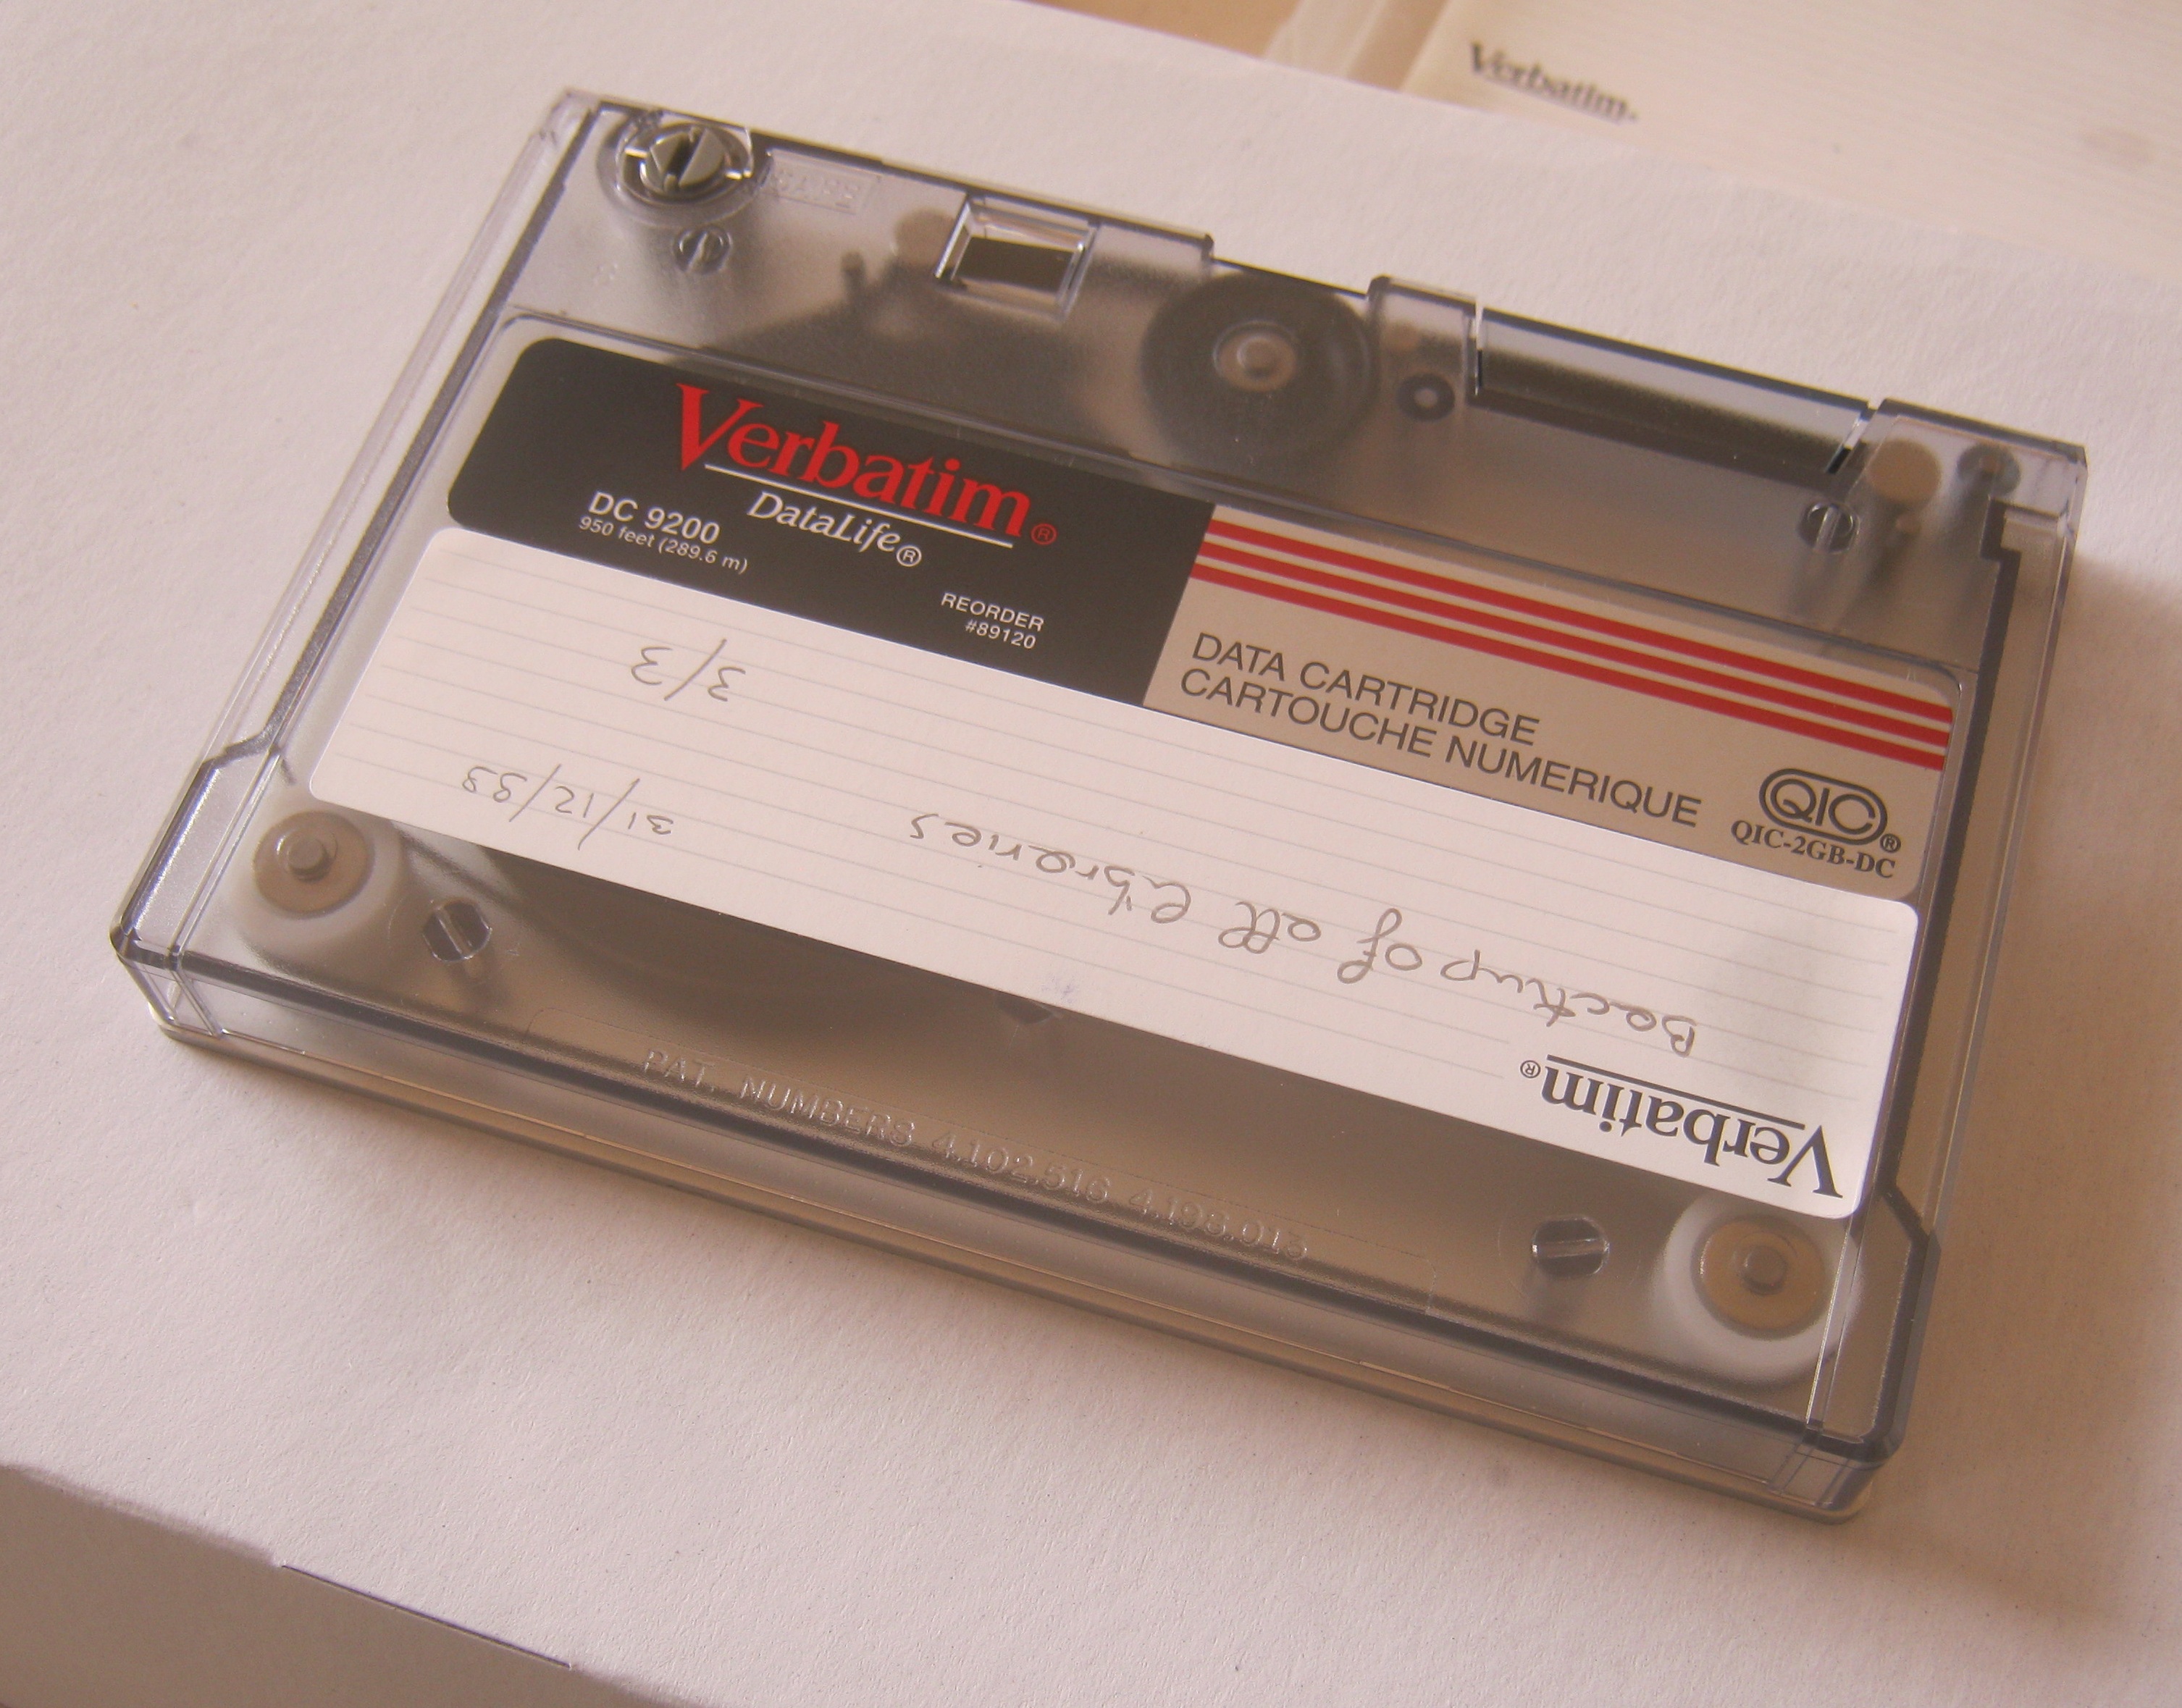 Verbatim.
Verbatim®
DataLife®
DC 9200
950 feet (289.6 m)
REORDER
#89120
DATA CARTRIDGE
CARTOUCHE NUMERIQUE
QIC®
QIC-2GB-DC
Verbatim®
Backup of all libraries
31/12/99
3/3
PAT. NUMBERS 4,102,516 4,198,013